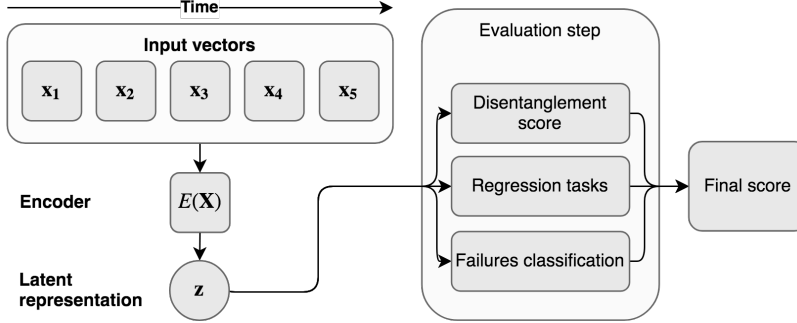 Time
Input vectors
x1 x2 x3 x4 x5
Encoder
E(X)
Latent
representation
z
Evaluation step
Disentanglement
score
Regression tasks
Failures classification
Final score